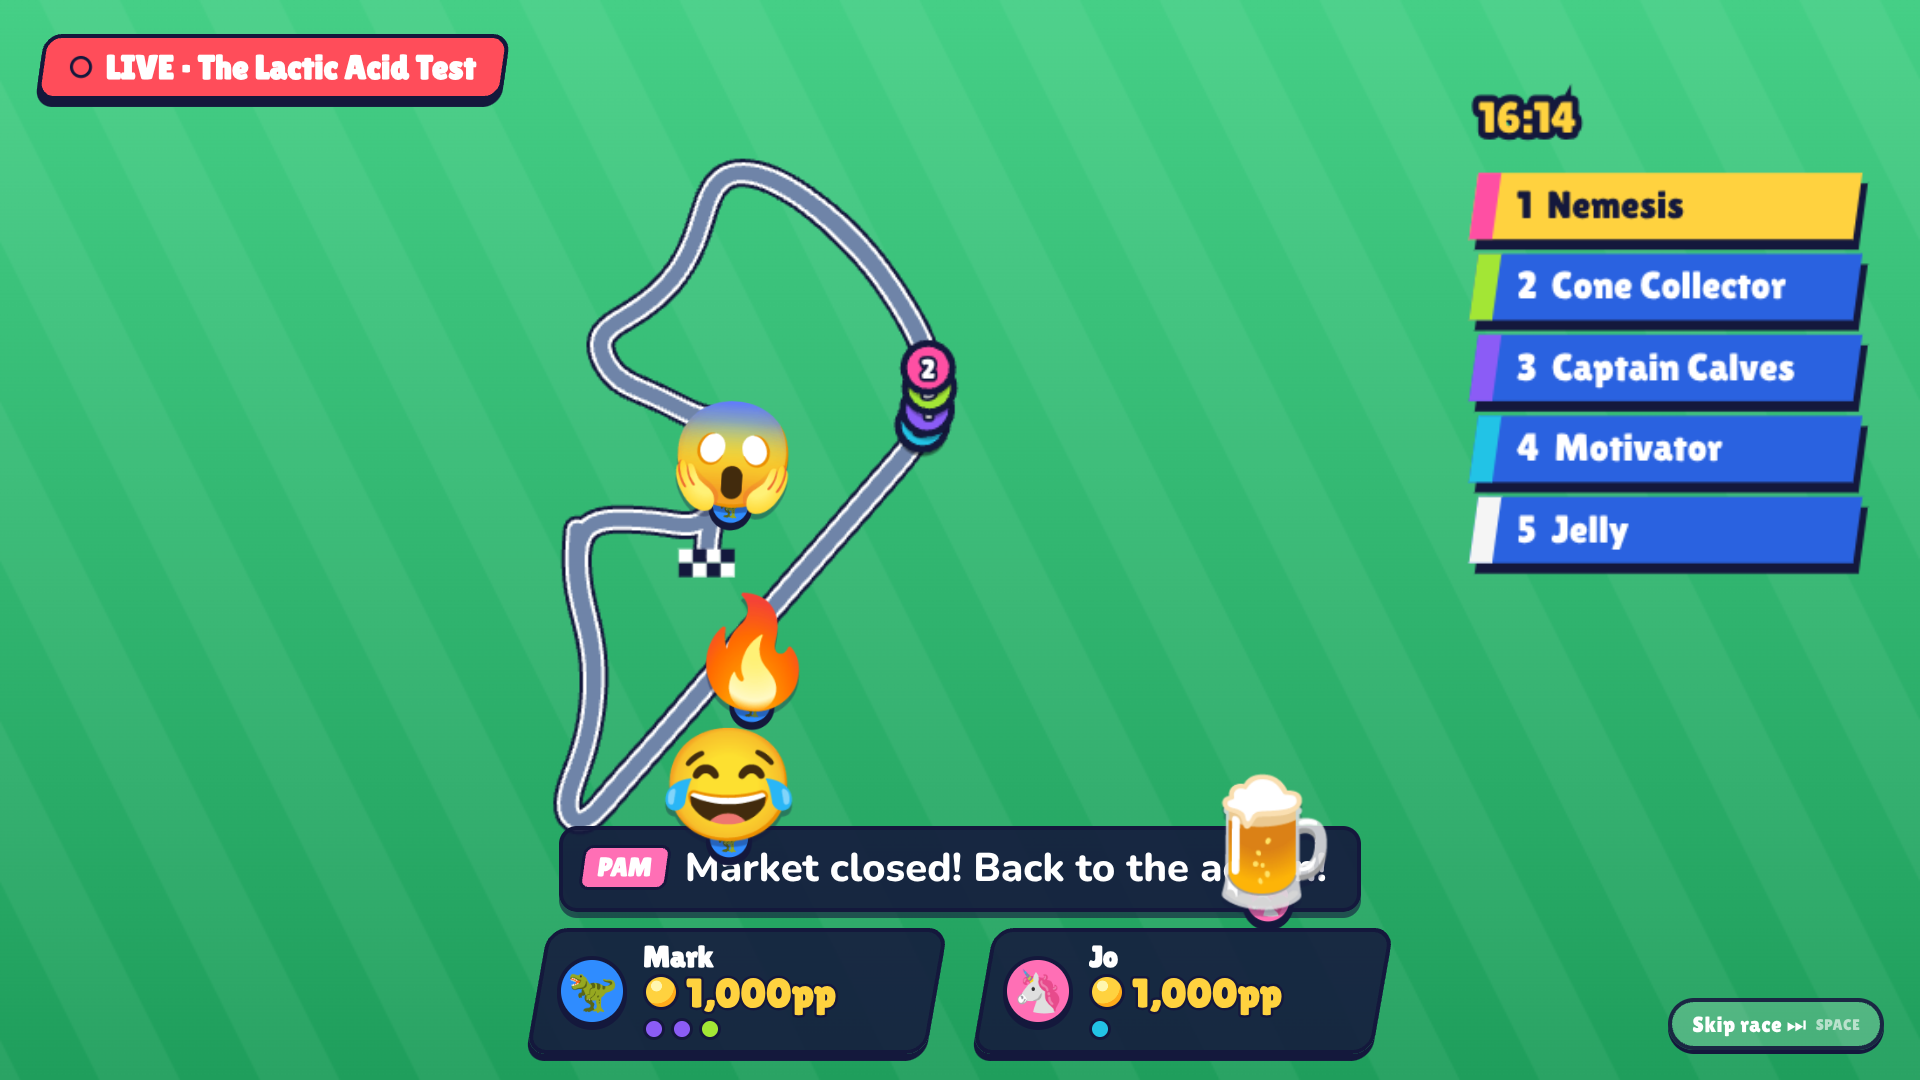 LIVE · The Lactic Acid Test
16:14
1 Nemesis
2 Cone Collector
3 Captain Calves
4 Motivator
5 Jelly
2
PAM Market closed! Back to the
Mark
1,000pp
Jo
1,000pp
Skip race SPACE